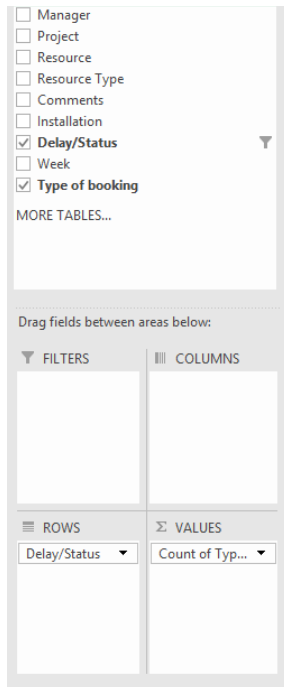 Manager
Project
Resource
Resource Type
Comments
Installation
Delay/Status
Week
Type of booking
MORE TABLES...
Drag fields between areas below:
FILTERS
COLUMNS
ROWS
Σ VALUES
Delay/Status
Count of Typ...